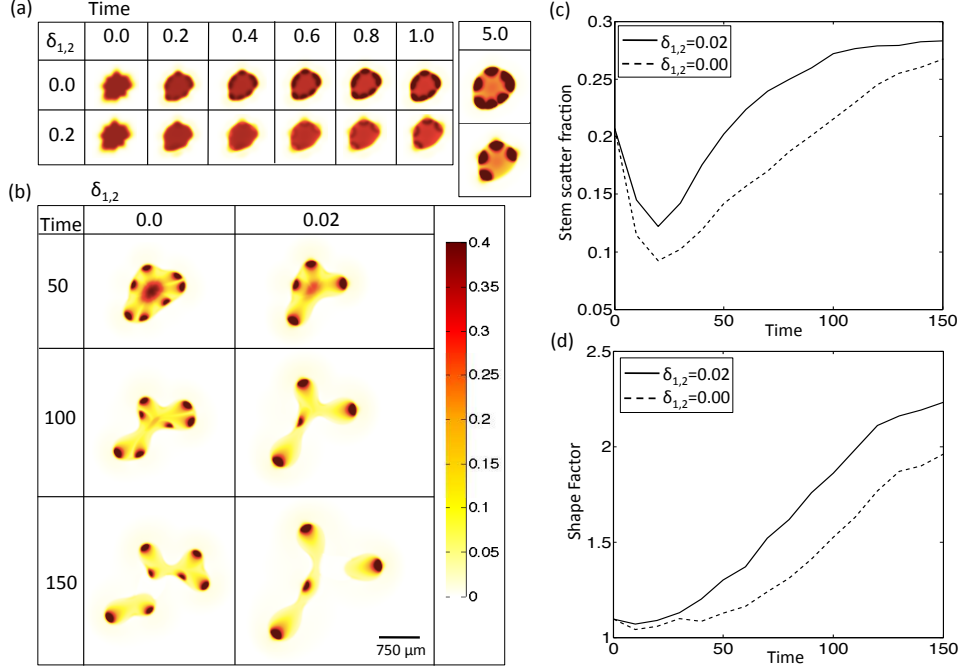 (a)
Time
δ1,2 0.0 0.2 0.4 0.6 0.8 1.0 5.0
0.0
0.2
(b)
δ1,2
Time 0.0 0.02
50
100
150
0.4
0.35
0.3
0.25
0.2
0.15
0.1
0.05
0
750 μm
(c)
Stem scatter fraction
0.3
0.25
0.2
0.15
0.1
0.05
δ1,2=0.02
δ1,2=0.00
0 50 100 150
Time
(d)
Shape Factor
2.5
2
1.5
1
δ1,2=0.02
δ1,2=0.00
0 50 100 150
Time